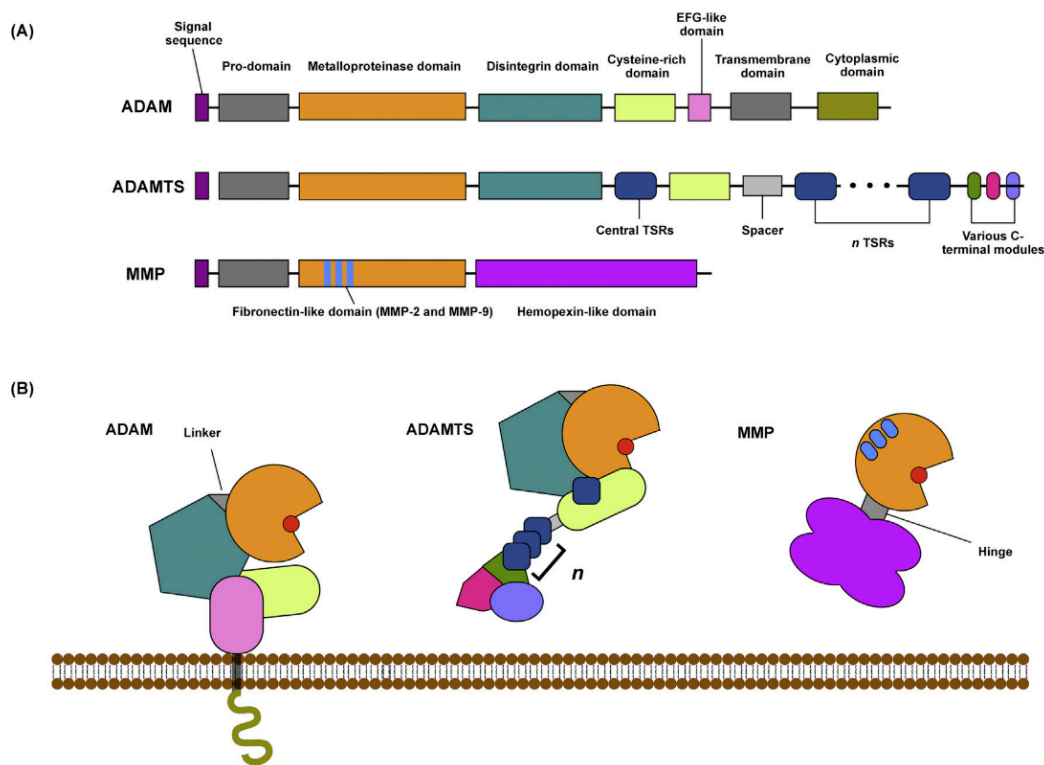 (A)
Signal
sequence
Pro-domain
Metalloproteinase domain
Disintegrin domain
Cysteine-rich
domain
EFG-like
domain
Transmembrane
domain
Cytoplasmic
domain
ADAM
ADAMTS
Central TSRs
Spacer
n TSRs
Various C-
terminal modules
MMP
Fibronectin-like domain (MMP-2 and MMP-9)
Hemopexin-like domain
(B)
ADAM
Linker
ADAMTS
n
MMP
Hinge